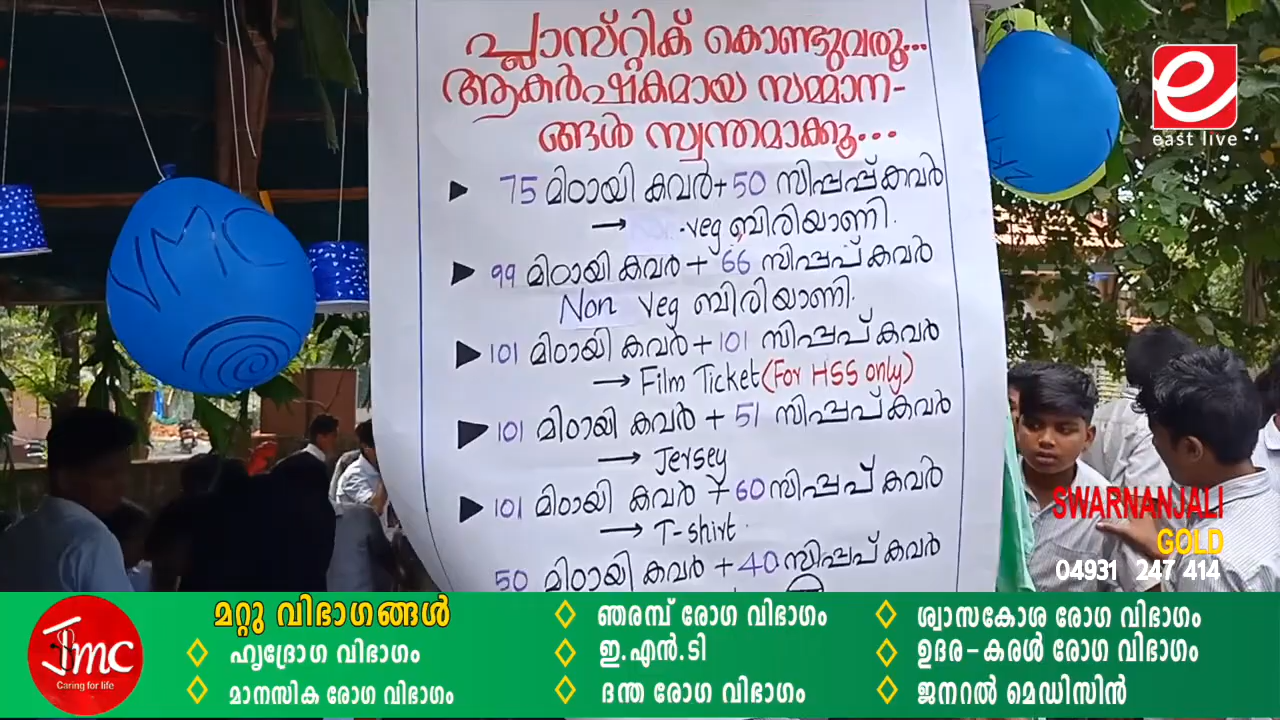 പ്ലാസ്റ്റിക് കൊണ്ടുവരൂ...
ആകർഷകമായ സമ്മാന-
ങ്ങൾ സ്വന്തമാക്കൂ...
75 മിഠായി കവർ+50 സിപ്പപ്പ് കവർ
→ -veg ബിരിയാണി.
99 മിഠായി കവർ + 66 സിപ്പപ് കവർ
Non Veg ബിരിയാണി.
101 മിഠായി കവർ + 101 സിപ്പപ് കവർ
→ Film Ticket (For HSS only)
101 മിഠായി കവർ + 51 സിപ്പപ് കവർ
→ Jersey
101 മിഠായി കവർ + 60 സിപ്പപ് കവർ
→ T-shirt.
50 മിഠായി കവർ + 40 സിപ്പപ് കവർ
VMC
e
east live
SWARNANJALI
GOLD
04931 247 414
Jmc
Caring for life
മറ്റു വിഭാഗങ്ങൾ
ഹൃദ്രോഗ വിഭാഗം
മാനസിക രോഗ വിഭാഗം
ഞരമ്പ് രോഗ വിഭാഗം
ഇ.എൻ.ടി
ദന്ത രോഗ വിഭാഗം
ശ്വാസകോശ രോഗ വിഭാഗം
ഉദര-കരൾ രോഗ വിഭാഗം
ജനറൽ മെഡിസിൻ